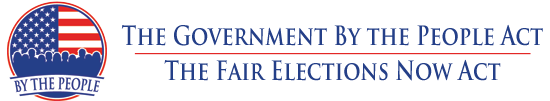 BY THE PEOPLE
THE GOVERNMENT BY THE PEOPLE ACT
THE FAIR ELECTIONS NOW ACT